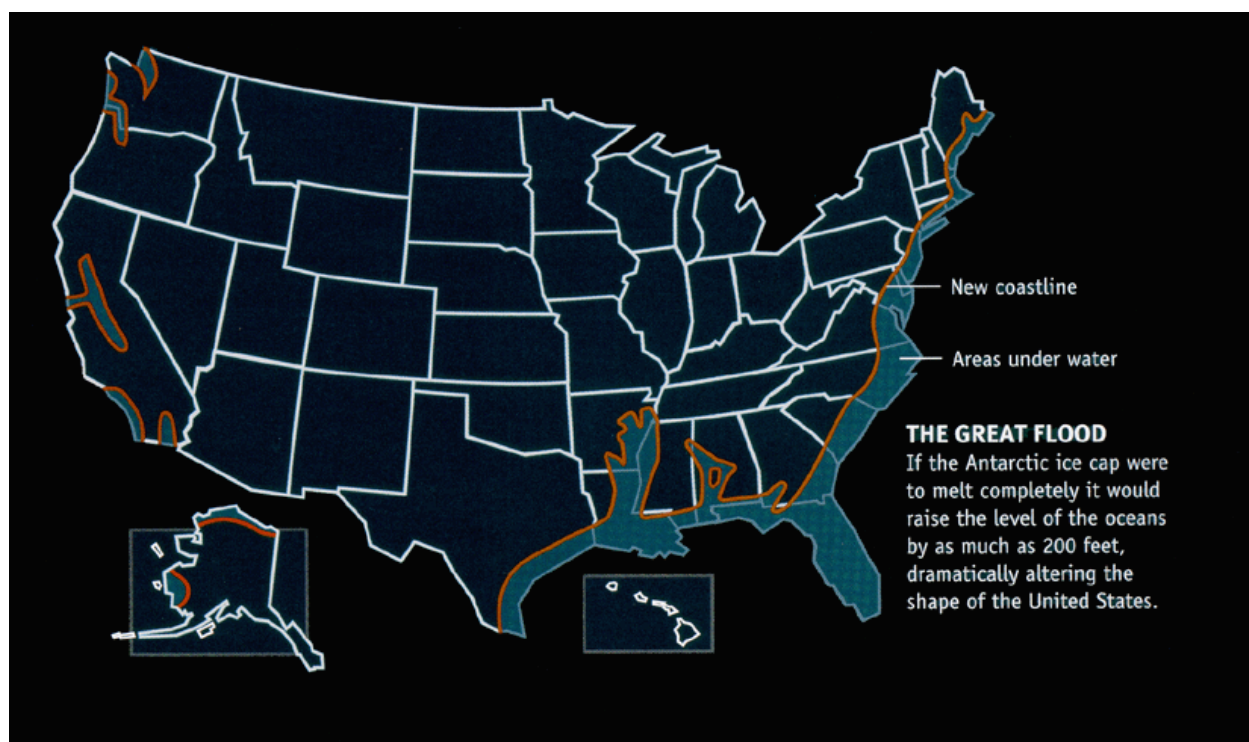 New coastline
Areas under water
THE GREAT FLOOD
If the Antarctic ice cap were
to melt completely it would
raise the level of the oceans
by as much as 200 feet,
dramatically altering the
shape of the United States.